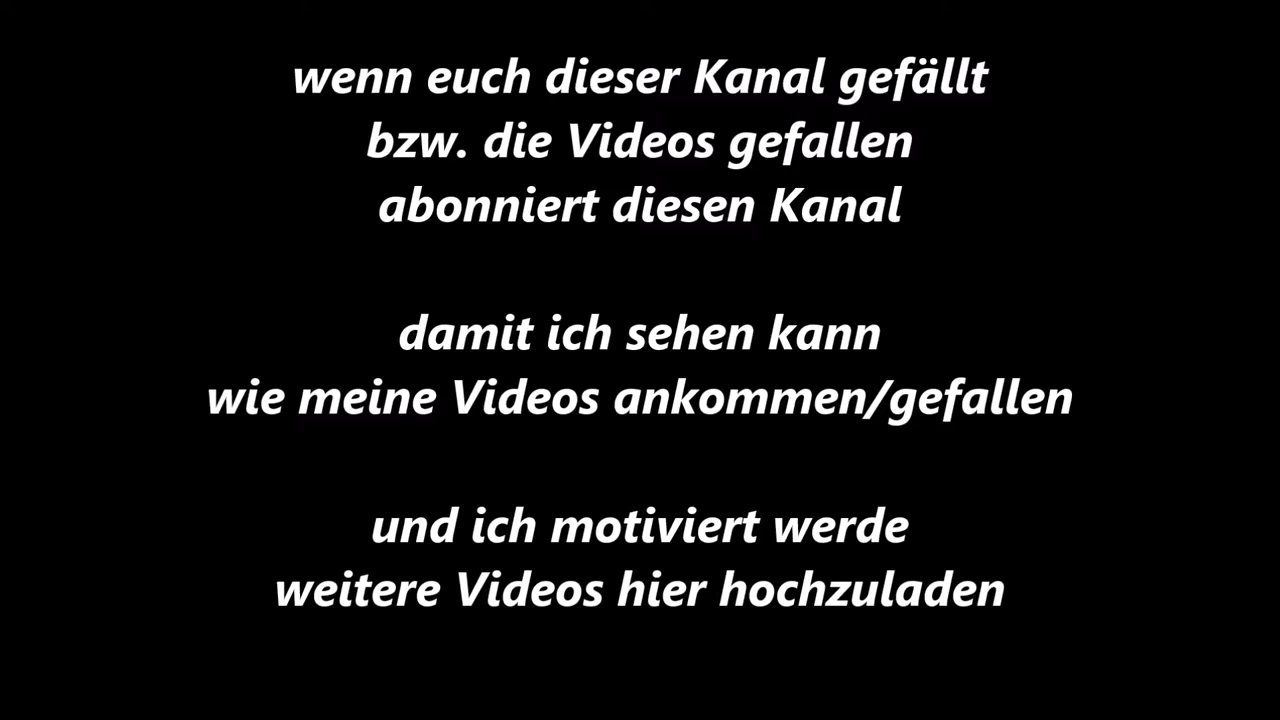 wenn euch dieser Kanal gefällt
bzw. die Videos gefallen
abonniert diesen Kanal
damit ich sehen kann
wie meine Videos ankommen/gefallen
und ich motiviert werde
weitere Videos hier hochzuladen